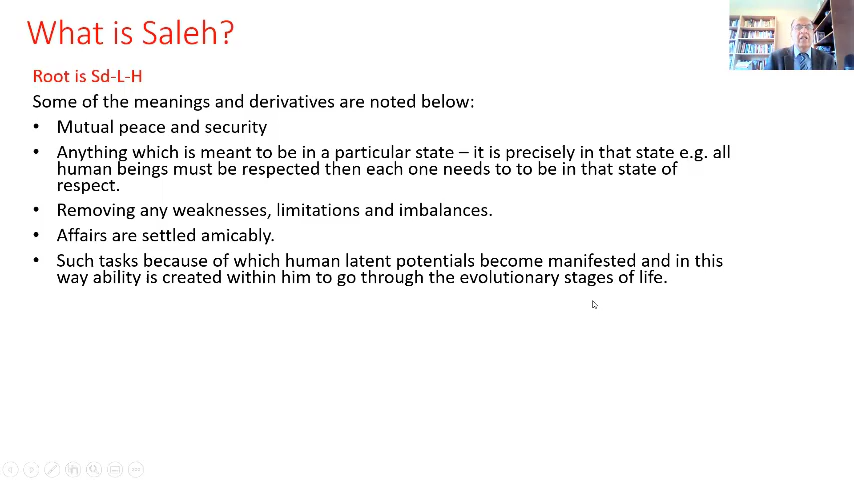 What is Saleh?
Root is Sd-L-H
Some of the meanings and derivatives are noted below:
• Mutual peace and security
• Anything which is meant to be in a particular state – it is precisely in that state e.g. all
human beings must be respected then each one needs to to be in that state of
respect.
• Removing any weaknesses, limitations and imbalances.
• Affairs are settled amicably.
• Such tasks because of which human latent potentials become manifested and in this
way ability is created within him to go through the evolutionary stages of life.